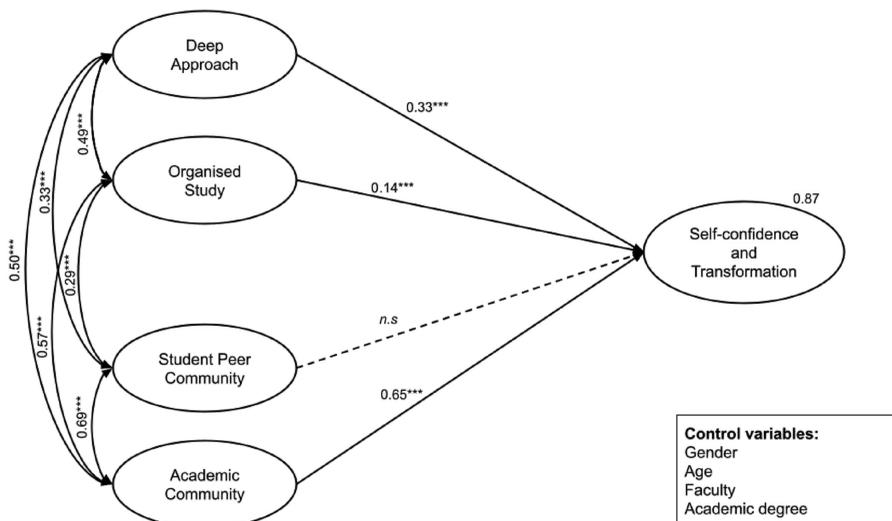 Deep
Approach
0.33***
0.49***
Organised
Study
0.14***
0.87
0.33***
Self-confidence
and
Transformation
0.50***
0.29***
n.s
0.57***
Student Peer
Community
0.65***
0.69***
Academic
Community
Control variables:
Gender
Age
Faculty
Academic degree